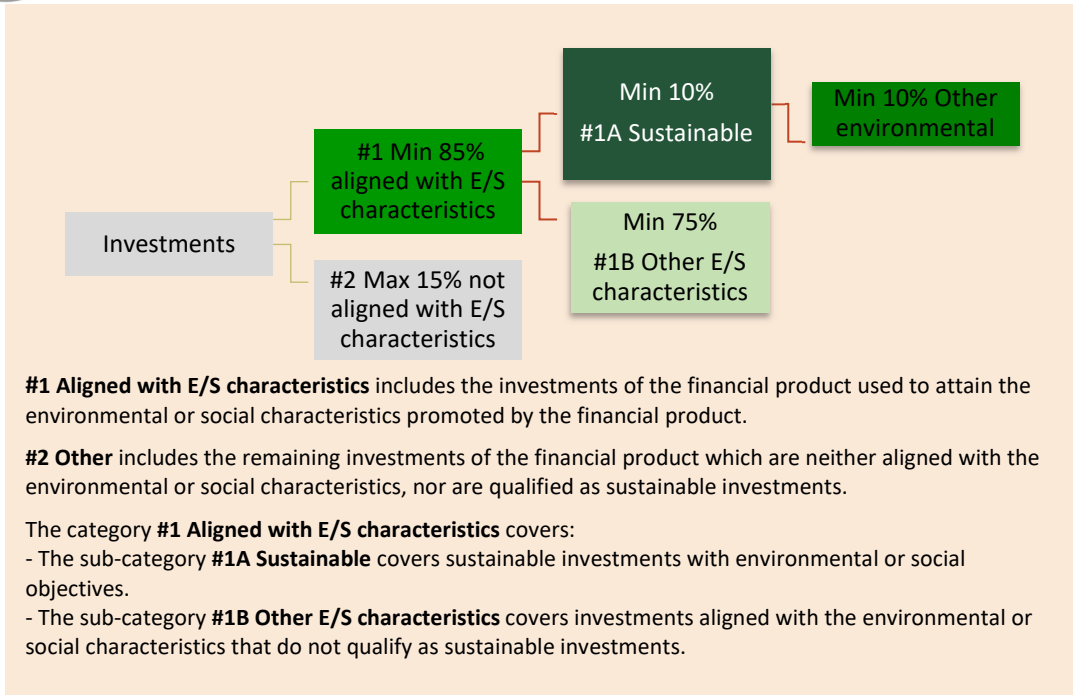 Investments
#1 Min 85%
aligned with E/S
characteristics
#2 Max 15% not
aligned with E/S
characteristics
Min 10%
#1A Sustainable
Min 75%
#1B Other E/S
characteristics
Min 10% Other
environmental
#1 Aligned with E/S characteristics includes the investments of the financial product used to attain the
environmental or social characteristics promoted by the financial product.
#2 Other includes the remaining investments of the financial product which are neither aligned with the
environmental or social characteristics, nor are qualified as sustainable investments.
The category #1 Aligned with E/S characteristics covers:
- The sub-category #1A Sustainable covers sustainable investments with environmental or social
objectives.
- The sub-category #1B Other E/S characteristics covers investments aligned with the environmental or
social characteristics that do not qualify as sustainable investments.